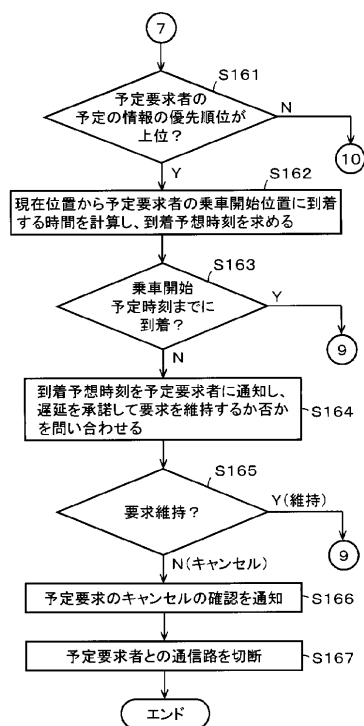 7
S161
予定要求者の
予定の情報の優先順位が
上位？
N
10
Y
S162
現在位置から予定要求者の乗車開始位置に到着
する時間を計算し、到着予想時刻を求める
S163
乗車開始
予定時刻までに
到着？
Y
9
N
到着予想時刻を予定要求者に通知し、
遅延を承諾して要求を維持するか否か
を問い合わせる
S164
S165
要求維持？
Y(維持)
9
N(キャンセル)
予定要求のキャンセルの確認を通知
S166
予定要求者との通信路を切断
S167
エンド